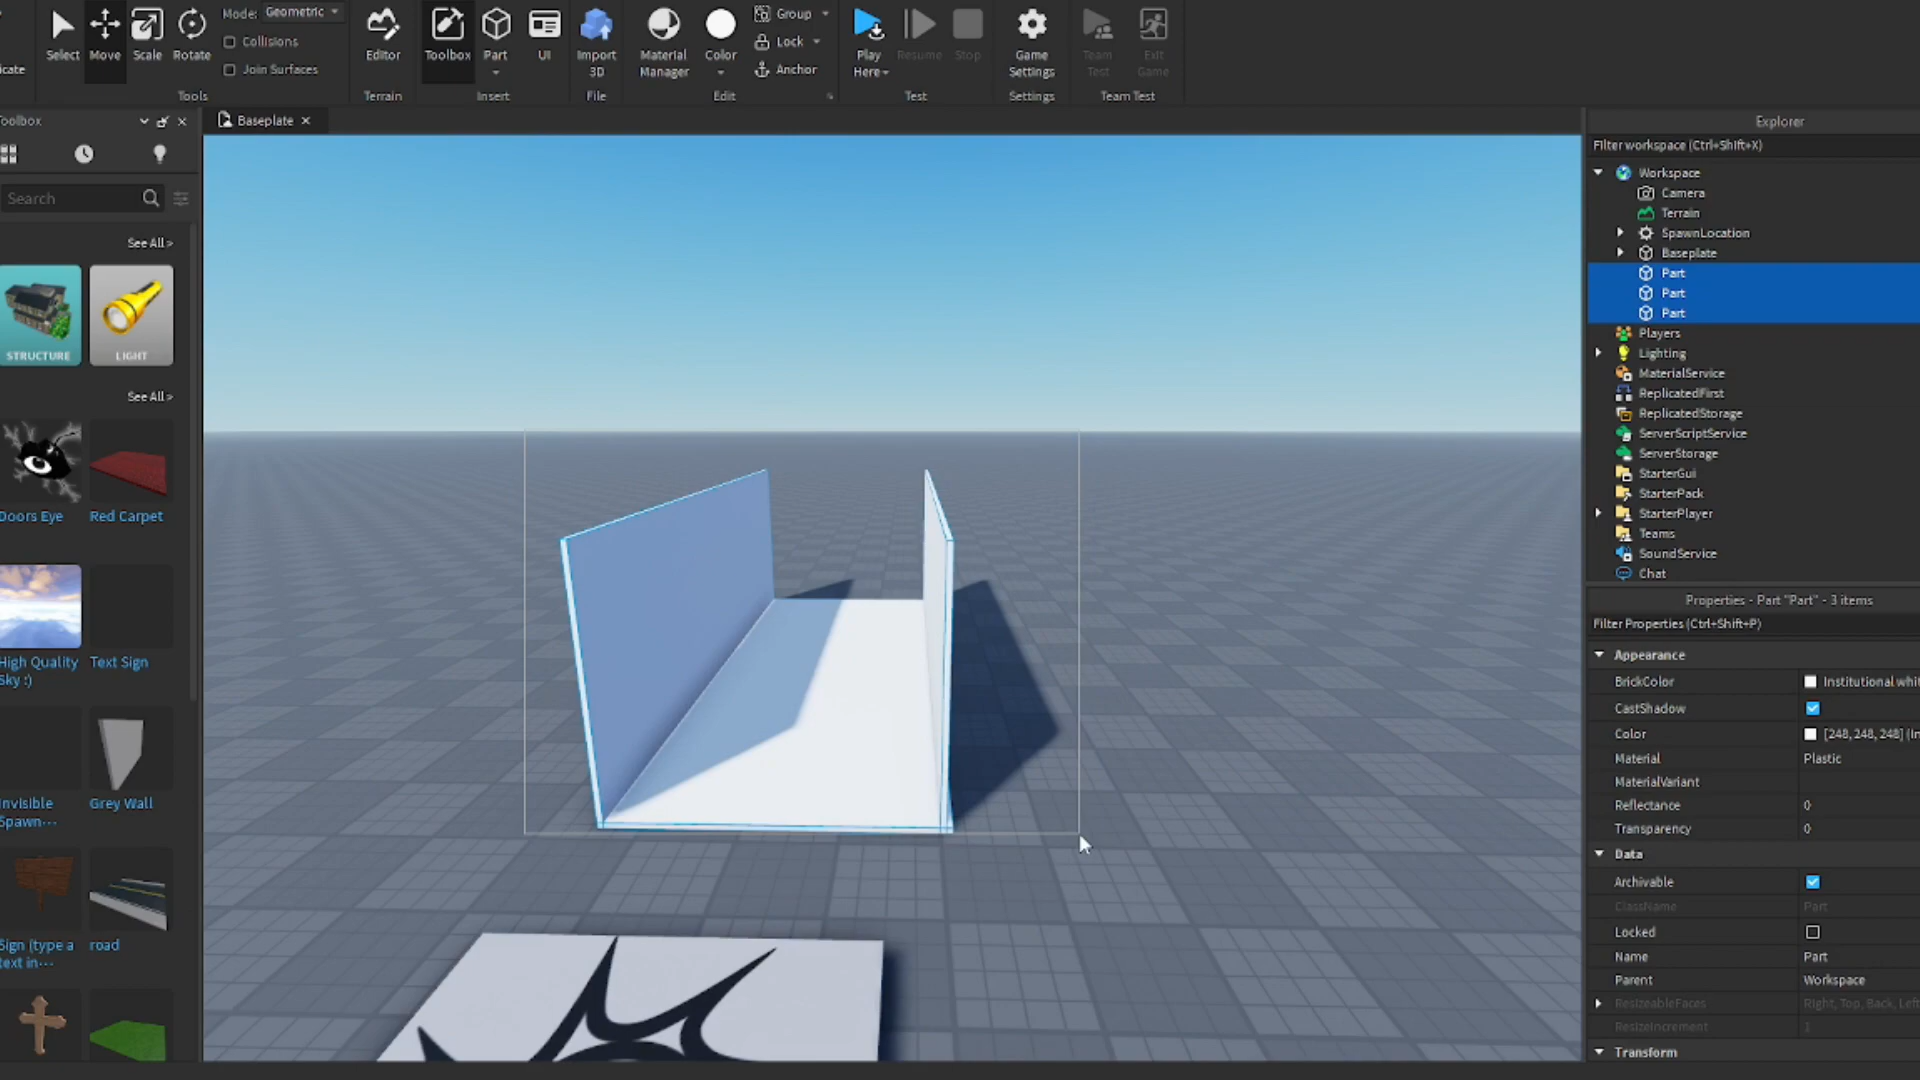 Mode: Geometric
Group
Select
Move
Scale
Rotate
Collisions
Editor
Toolbox
Part
UI
Import
3D
Material
Manager
Color
Lock
Play
Here
Resume
Stop
Game
Settings
Team
Test
Exit
Game
icate
Join Surfaces
Anchor
Tools
Terrain
Insert
File
Edit
Test
Settings
Team Test
Toolbox
Baseplate
Explorer
Filter workspace (Ctrl+Shift+X)
Search
See All >
STRUCTURE
LIGHT
See All >
Doors Eye
Red Carpet
High Quality
Sky :)
Text Sign
Invisible
Spawn...
Grey Wall
Sign (type a
text in...
road
Workspace
Camera
Terrain
SpawnLocation
Baseplate
Part
Part
Part
Players
Lighting
MaterialService
ReplicatedFirst
ReplicatedStorage
ServerScriptService
ServerStorage
StarterGui
StarterPack
StarterPlayer
Teams
SoundService
Chat
Properties - Part "Part" - 3 items
Filter Properties (Ctrl+Shift+P)
Appearance
BrickColor Institutional whi
CastShadow
Color [248, 248, 248] (In
Material Plastic
MaterialVariant
Reflectance 0
Transparency 0
Data
Archivable
ClassName Part
Locked
Name Part
Parent Workspace
ResizeableFaces Right, Top, Back, Left
ResizeIncrement 1
Transform